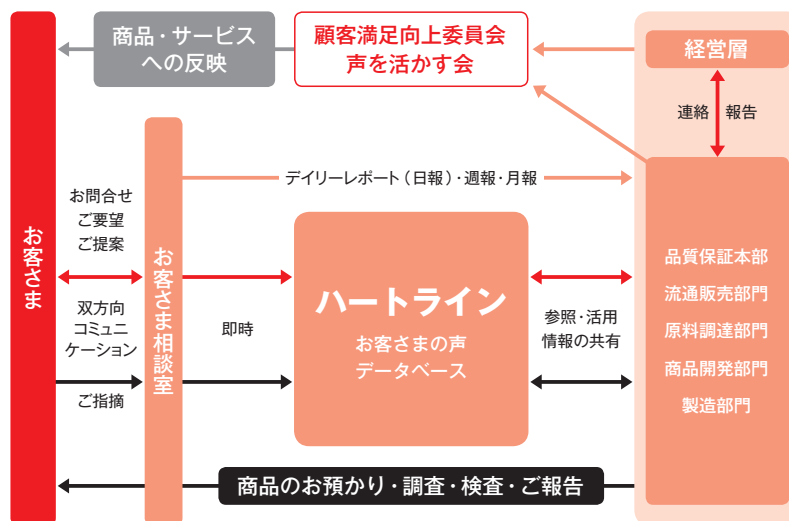 商品・サービス
への反映
顧客満足向上委員会
声を活かす会
経営層
連絡
報告
デイリーレポート（日報）・週報・月報
お客さま
お問合せ
ご要望
ご提案
双方向
コミュニ
ケーション
ご指摘
お客さま相談室
即時
ハートライン
お客さまの声
データベース
参照・活用
情報の共有
品質保証本部
流通販売部門
原料調達部門
商品開発部門
製造部門
商品のお預かり・調査・検査・ご報告